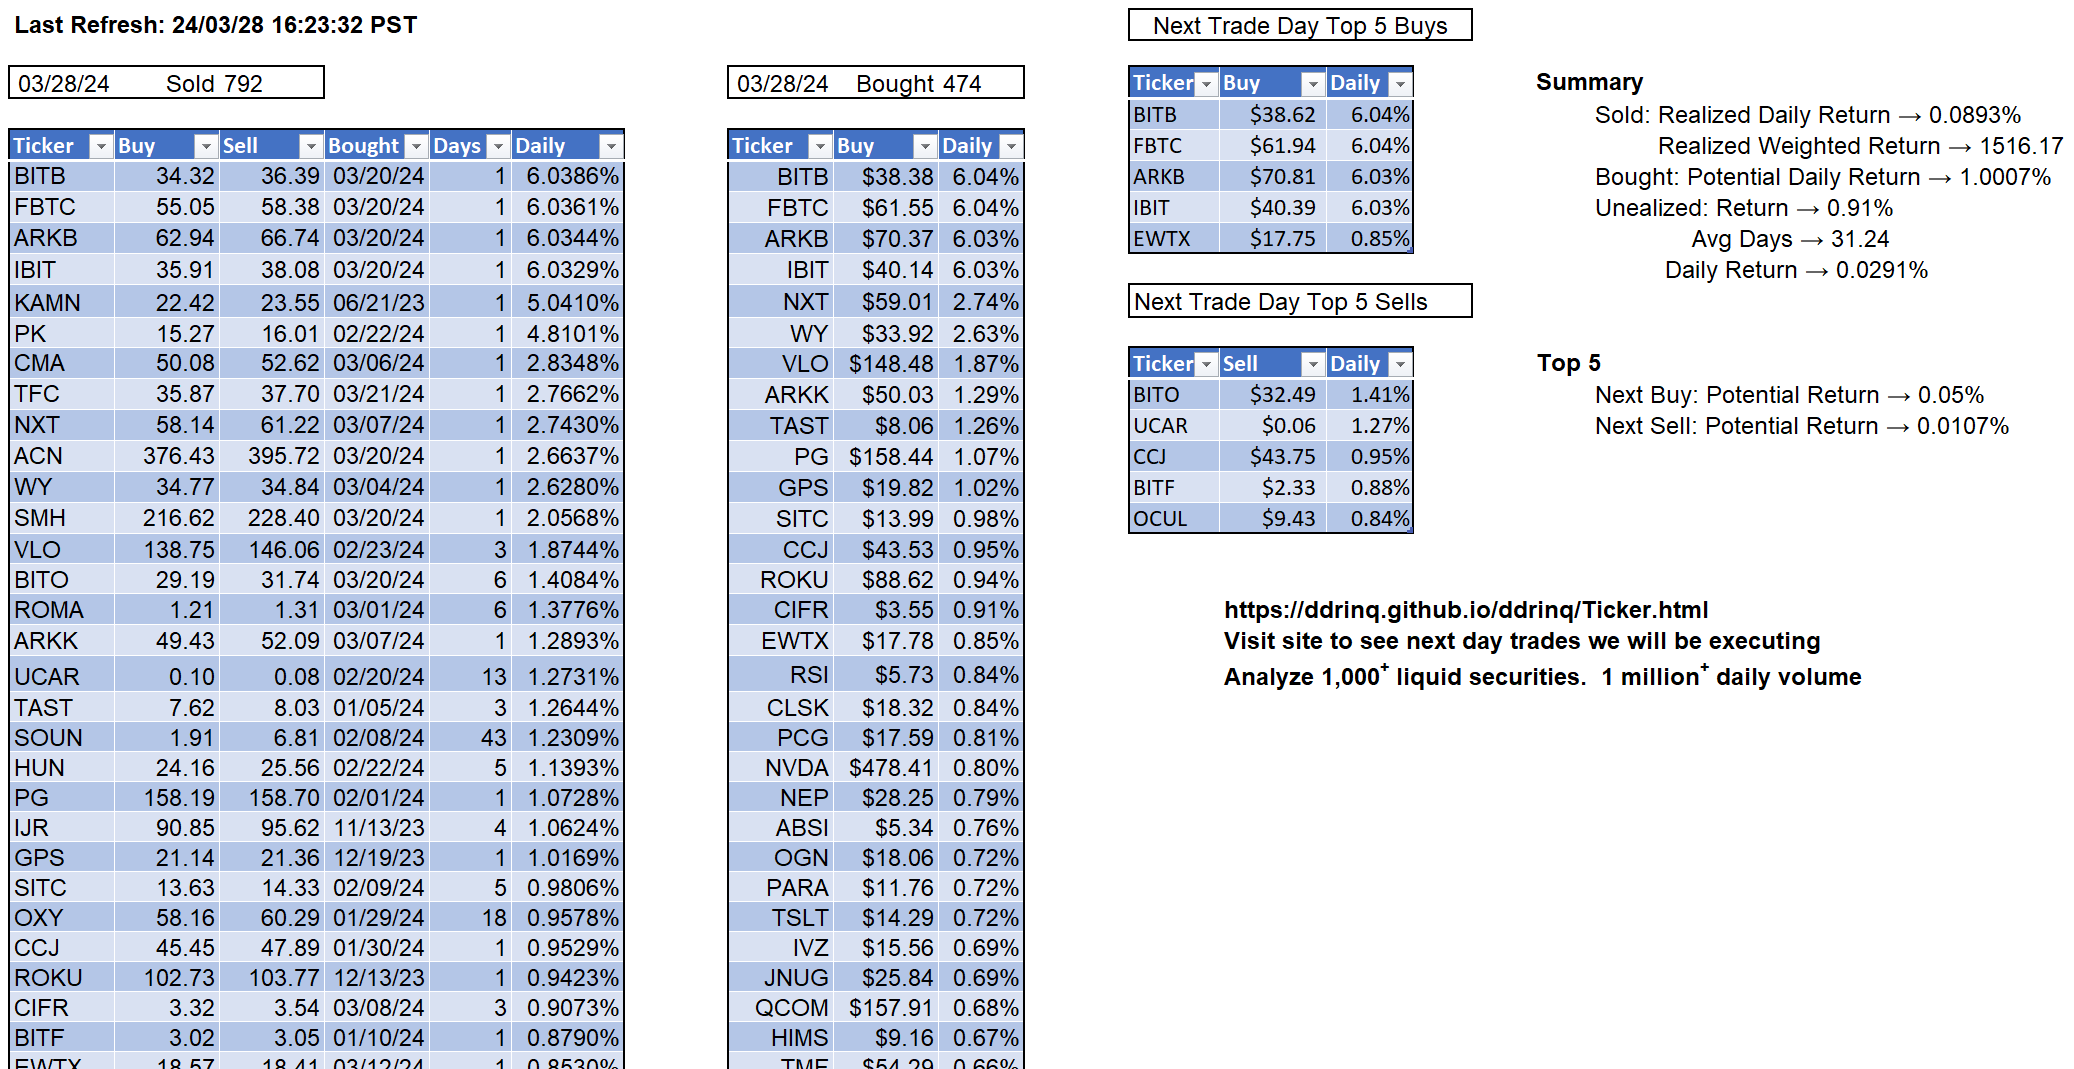 Last Refresh: 24/03/28 16:23:32 PST
03/28/24 Sold 792
Ticker Buy Sell Bought Days Daily
BITB 34.32 36.39 03/20/24 1 6.0386%
FBTC 55.05 58.38 03/20/24 1 6.0361%
ARKB 62.94 66.74 03/20/24 1 6.0344%
IBIT 35.91 38.08 03/20/24 1 6.0329%
KAMN 22.42 23.55 06/21/23 1 5.0410%
PK 15.27 16.01 02/22/24 1 4.8101%
CMA 50.08 52.62 03/06/24 1 2.8348%
TFC 35.87 37.70 03/21/24 1 2.7662%
NXT 58.14 61.22 03/07/24 1 2.7430%
ACN 376.43 395.72 03/20/24 1 2.6637%
WY 34.77 34.84 03/04/24 1 2.6280%
SMH 216.62 228.40 03/20/24 1 2.0568%
VLO 138.75 146.06 02/23/24 3 1.8744%
BITO 29.19 31.74 03/20/24 6 1.4084%
ROMA 1.21 1.31 03/01/24 6 1.3776%
ARKK 49.43 52.09 03/07/24 1 1.2893%
UCAR 0.10 0.08 02/20/24 13 1.2731%
TAST 7.62 8.03 01/05/24 3 1.2644%
SOUN 1.91 6.81 02/08/24 43 1.2309%
HUN 24.16 25.56 02/22/24 5 1.1393%
PG 158.19 158.70 02/01/24 1 1.0728%
IJR 90.85 95.62 11/13/23 4 1.0624%
GPS 21.14 21.36 12/19/23 1 1.0169%
SITC 13.63 14.33 02/09/24 5 0.9806%
OXY 58.16 60.29 01/29/24 18 0.9578%
CCJ 45.45 47.89 01/30/24 1 0.9529%
ROKU 102.73 103.77 12/13/23 1 0.9423%
CIFR 3.32 3.54 03/08/24 3 0.9073%
BITF 3.02 3.05 01/10/24 1 0.8790%
EWTX 18.57 18.41 03/12/24 1 0.8530%
03/28/24 Bought 474
Ticker Buy Daily
BITB $38.38 6.04%
FBTC $61.55 6.04%
ARKB $70.37 6.03%
IBIT $40.14 6.03%
NXT $59.01 2.74%
WY $33.92 2.63%
VLO $148.48 1.87%
ARKK $50.03 1.29%
TAST $8.06 1.26%
PG $158.44 1.07%
GPS $19.82 1.02%
SITC $13.99 0.98%
CCJ $43.53 0.95%
ROKU $88.62 0.94%
CIFR $3.55 0.91%
EWTX $17.78 0.85%
RSI $5.73 0.84%
CLSK $18.32 0.84%
PCG $17.59 0.81%
NVDA $478.41 0.80%
NEP $28.25 0.79%
ABSI $5.34 0.76%
OGN $18.06 0.72%
PARA $11.76 0.72%
TSLT $14.29 0.72%
IVZ $15.56 0.69%
JNUG $25.84 0.69%
QCOM $157.91 0.68%
HIMS $9.16 0.67%
$54.29 0.66%
Next Trade Day Top 5 Buys
Ticker Buy Daily
BITB $38.62 6.04%
FBTC $61.94 6.04%
ARKB $70.81 6.03%
IBIT $40.39 6.03%
EWTX $17.75 0.85%
Next Trade Day Top 5 Sells
Ticker Sell Daily
BITO $32.49 1.41%
UCAR $0.06 1.27%
CCJ $43.75 0.95%
BITF $2.33 0.88%
OCUL $9.43 0.84%
Summary
Sold: Realized Daily Return → 0.0893%
Realized Weighted Return → 1516.17
Bought: Potential Daily Return → 1.0007%
Unealized: Return → 0.91%
Avg Days → 31.24
Daily Return → 0.0291%
Top 5
Next Buy: Potential Return → 0.05%
Next Sell: Potential Return → 0.0107%
https://ddrinq.github.io/ddrinq/Ticker.html
Visit site to see next day trades we will be executing
Analyze 1,000+ liquid securities. 1 million+ daily volume